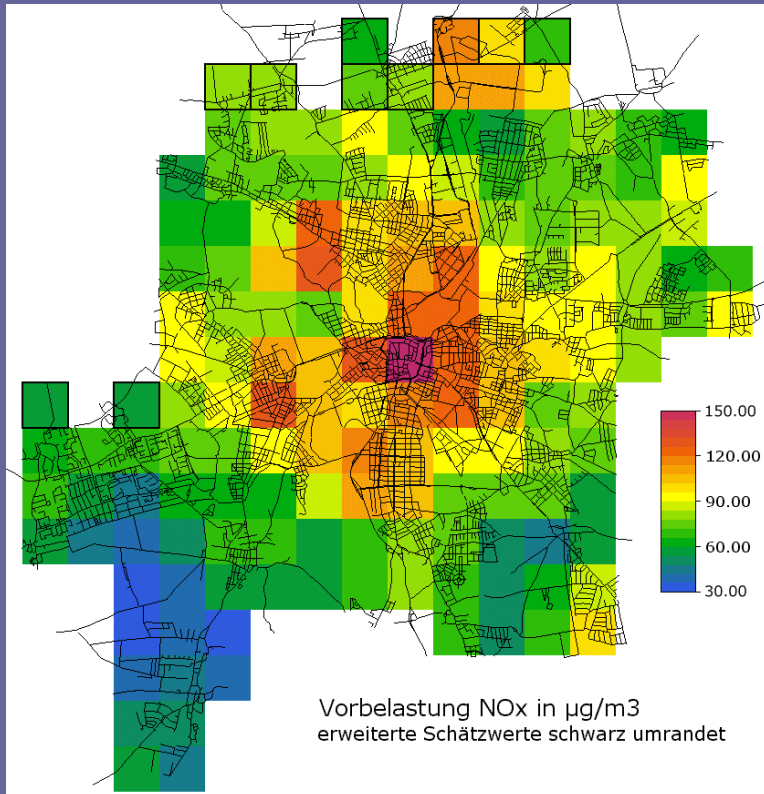 150.00
120.00
90.00
60.00
30.00
Vorbelastung NOx in µg/m3
erweiterte Schätzwerte schwarz umrandet